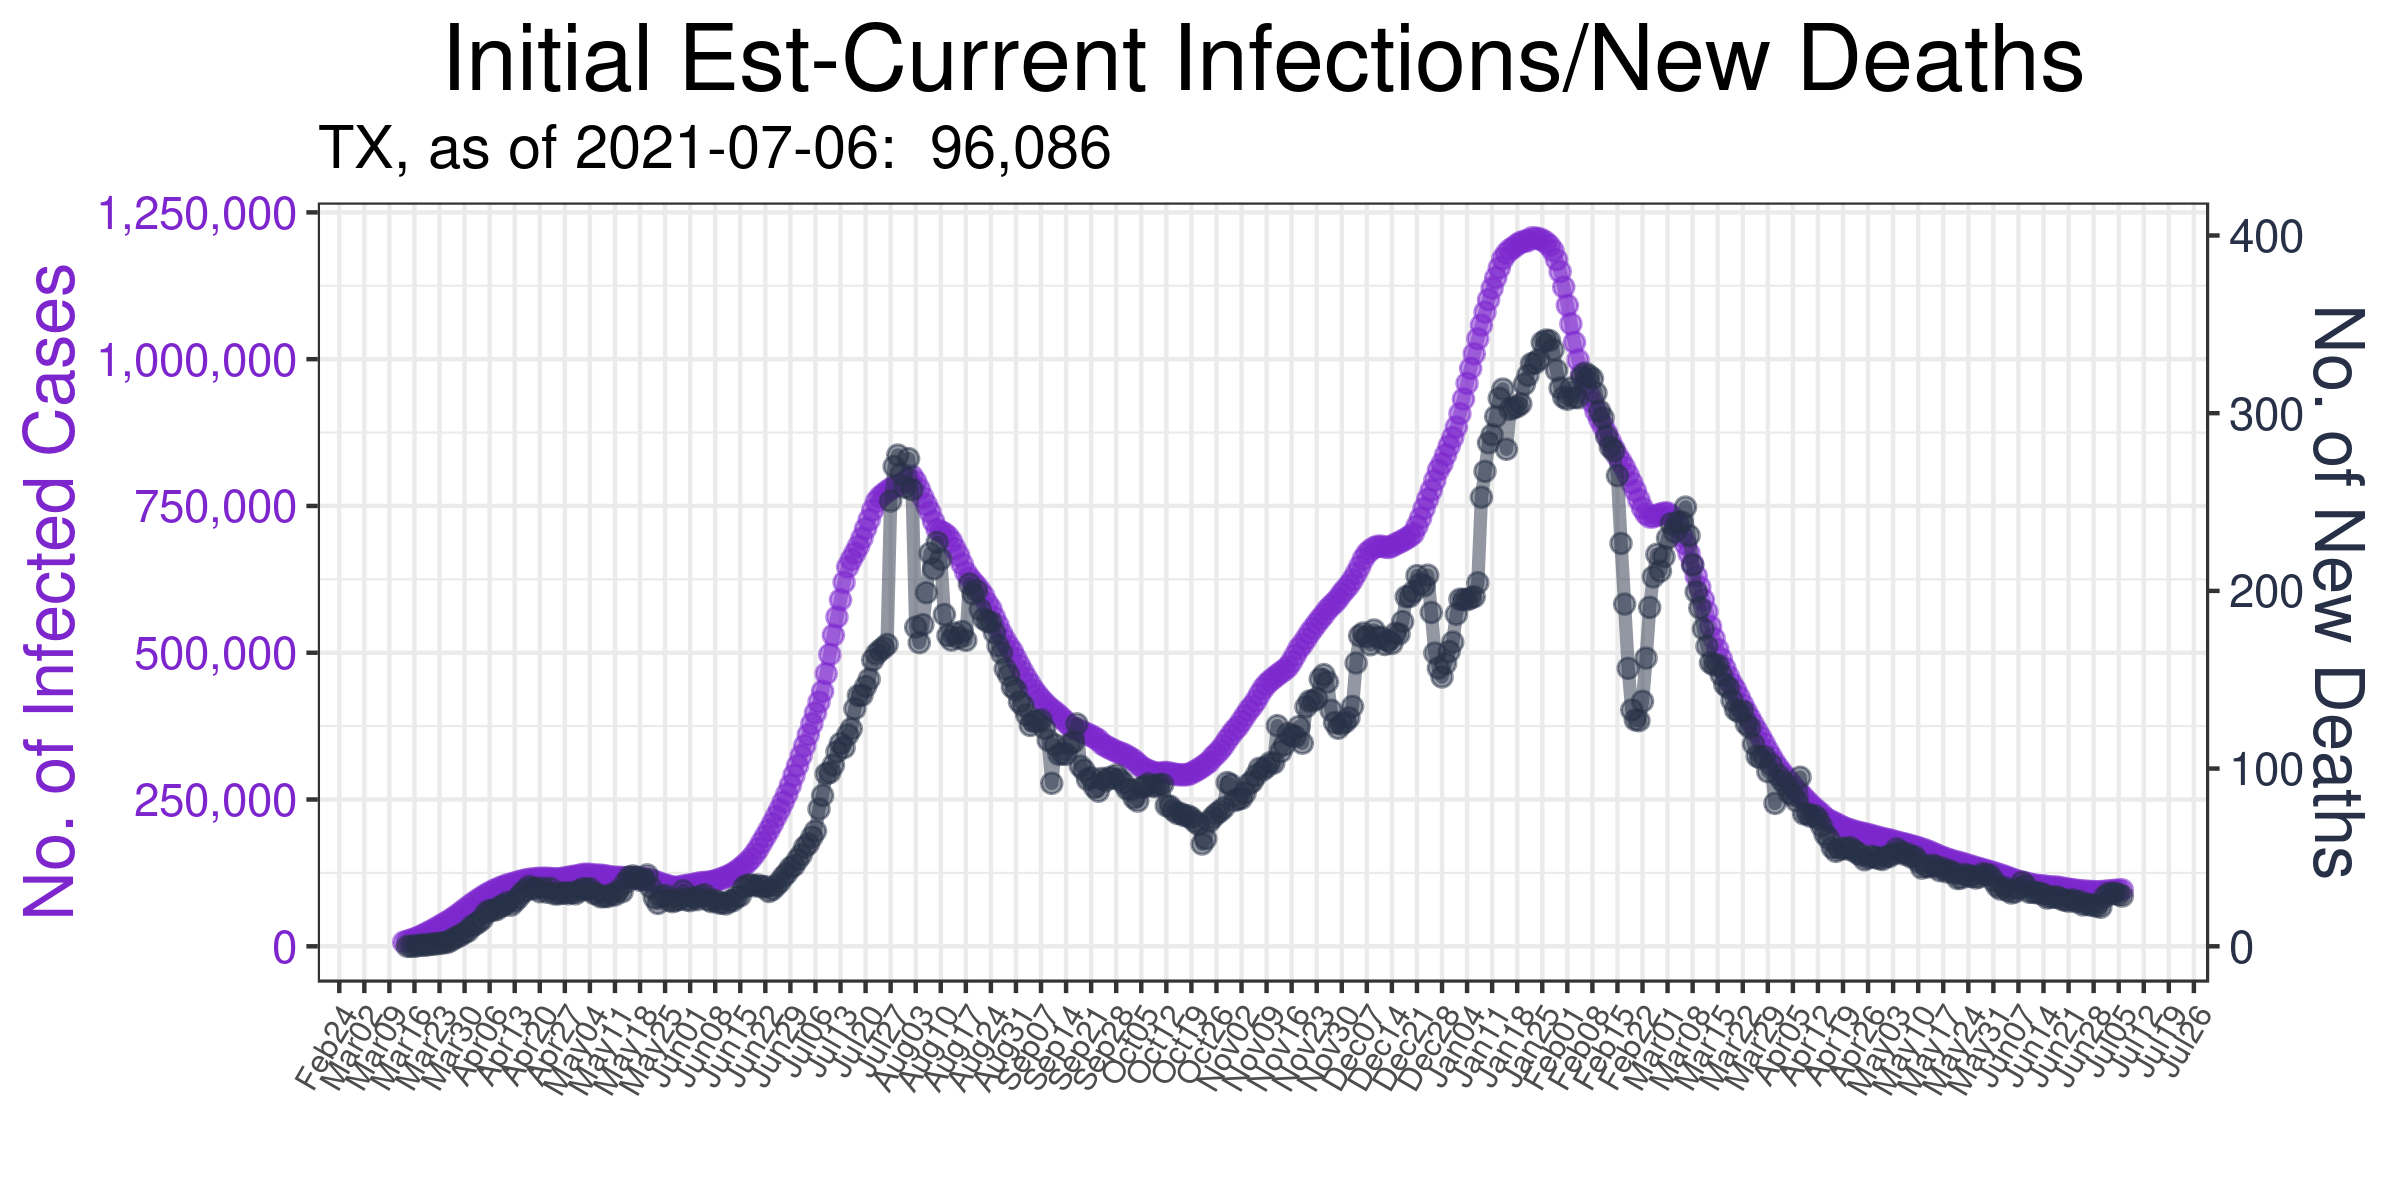 Initial Est-Current Infections/New Deaths
TX, as of 2021-07-06: 96,086
No. of Infected Cases
1,250,000
1,000,000
750,000
500,000
250,000
0
400
300
200
100
0
No. of New Deaths
Feb24
Mar02
Mar09
Mar16
Mar23
Mar30
Apr06
Apr13
Apr20
Apr27
May04
May11
May18
May25
Jun01
Jun08
Jun15
Jun22
Jun29
Jul06
Jul13
Jul20
Jul27
Aug03
Aug10
Aug17
Aug24
Aug31
Sep07
Sep14
Sep21
Sep28
Oct05
Oct12
Oct19
Oct26
Nov02
Nov09
Nov16
Nov23
Nov30
Dec07
Dec14
Dec21
Dec28
Jan04
Jan11
Jan18
Jan25
Feb01
Feb08
Feb15
Feb22
Mar01
Mar08
Mar15
Mar22
Mar29
Apr05
Apr12
Apr19
Apr26
May03
May10
May17
May24
May31
Jun07
Jun14
Jun21
Jun28
Jul05
Jul12
Jul19
Jul26